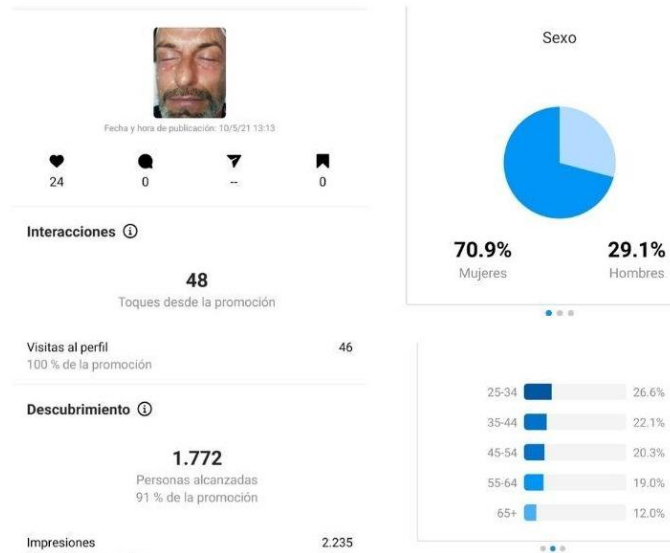 Fecha y hora de publicación: 10/5/21 13:13
24
0
--
0
Interacciones
48
Toques desde la promoción
Visitas al perfil 46
100 % de la promoción
Descubrimiento
1.772
Personas alcanzadas
91 % de la promoción
Impresiones 2.235
Sexo
70.9% 29.1%
Mujeres Hombres
25-34 26.6%
35-44 22.1%
45-54 20.3%
55-64 19.0%
65+ 12.0%